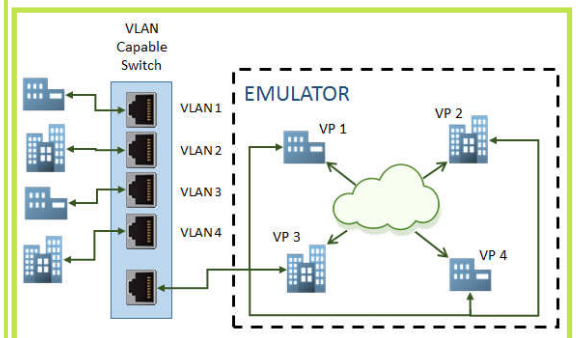 VLAN
Capable
Switch
VLAN 1
VLAN 2
VLAN 3
VLAN 4
EMULATOR
VP 1
VP 2
VP 3
VP 4